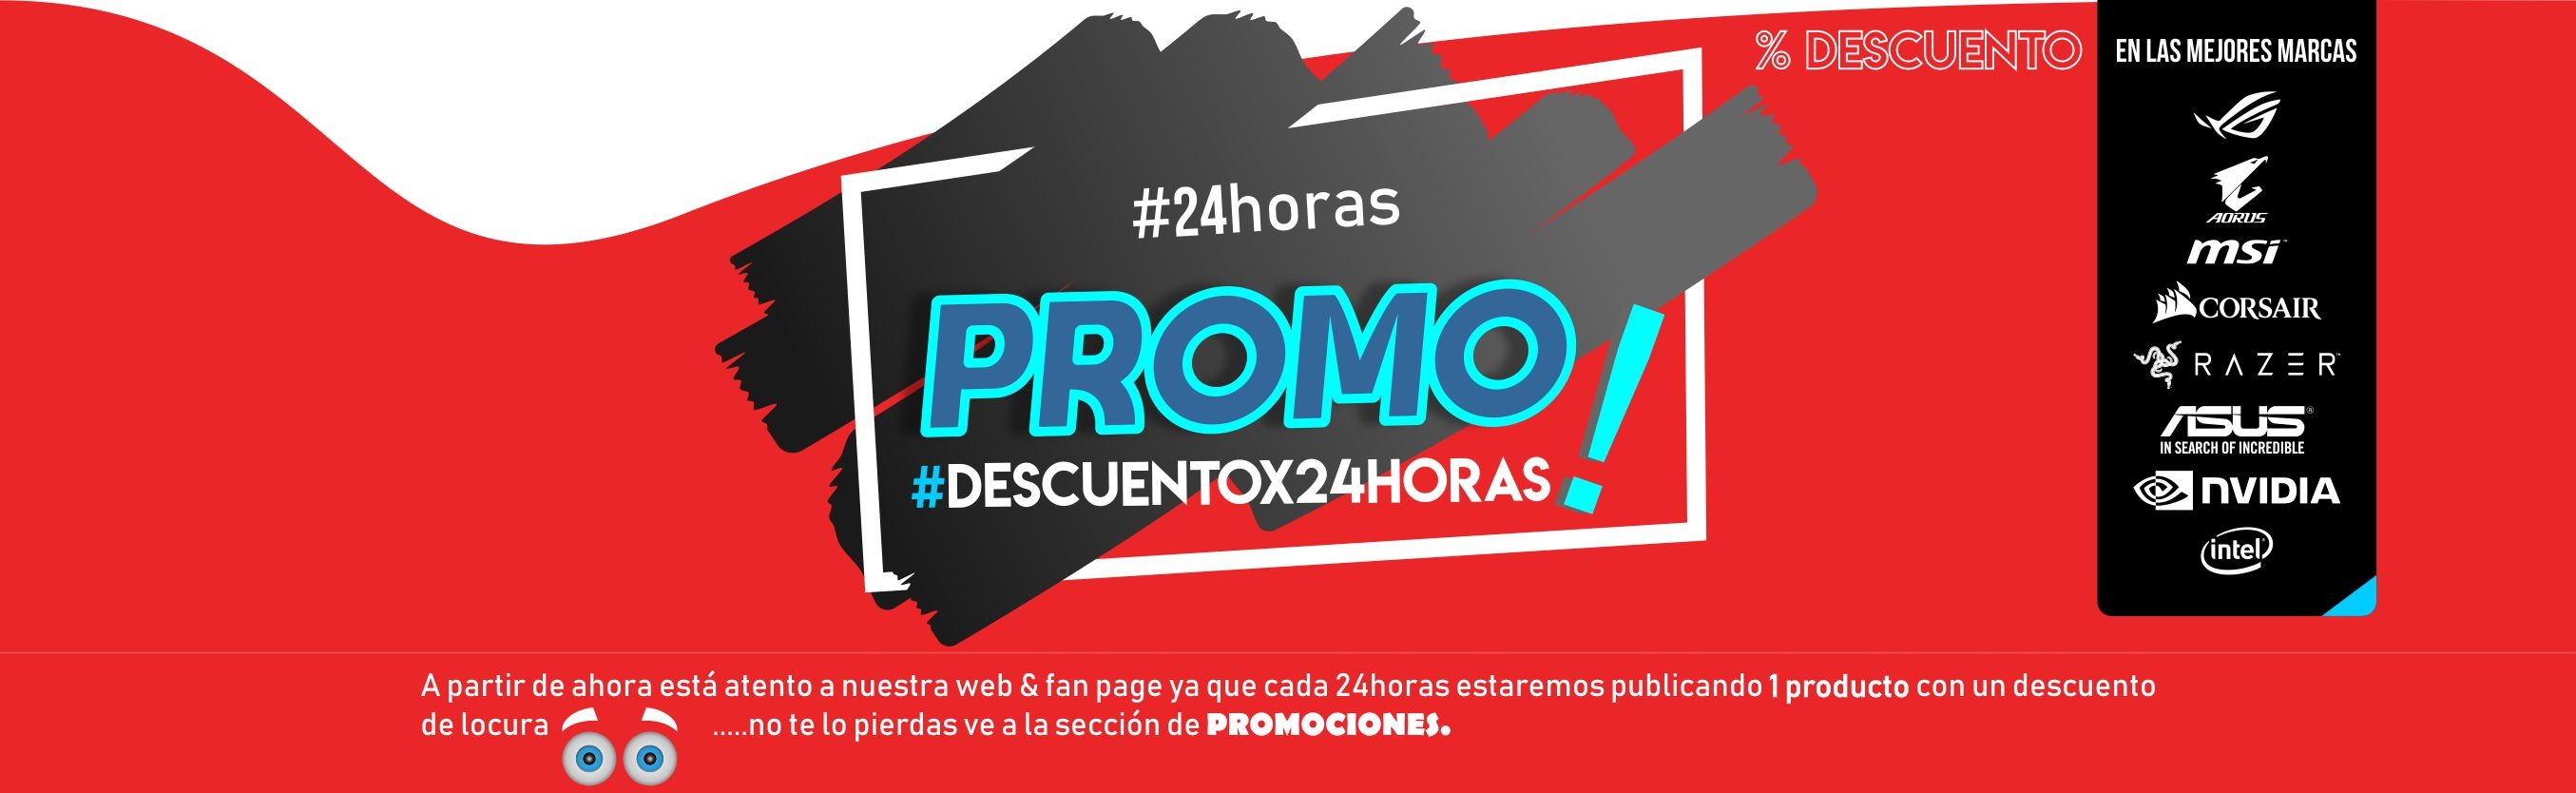 % DESCUENTO
EN LAS MEJORES MARCAS
#24horas
PROMO!
#DESCUENTOX24HORAS
AORUS
msi™
CORSAIR
RAZER™
ASUS®
IN SEARCH OF INCREDIBLE
NVIDIA
intel
A partir de ahora está atento a nuestra web & fan page ya que cada 24horas estaremos publicando 1 producto con un descuento
de locura .....no te lo pierdas ve a la sección de PROMOCIONES.